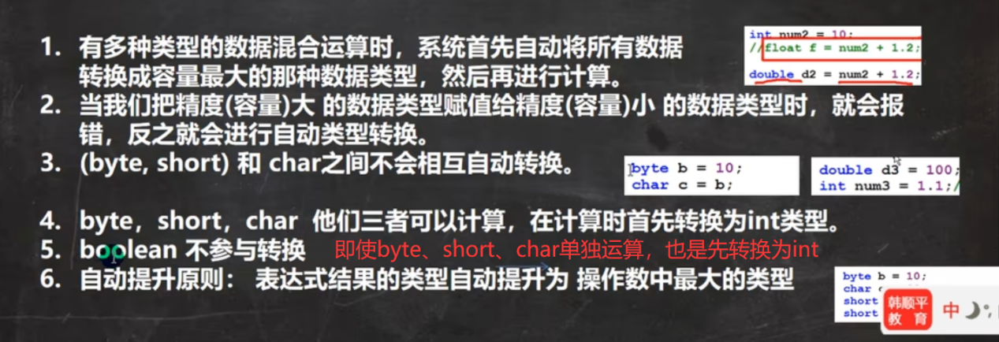 1. 有多种类型的数据混合运算时，系统首先自动将所有数据
转换成容量最大的那种数据类型，然后再进行计算。
int num2 = 10;
//float f = num2 + 1.2;
double d2 = num2 + 1.2;
2. 当我们把精度(容量)大 的数据类型赋值给精度(容量)小 的数据类型时，就会报
错，反之就会进行自动类型转换。
3. (byte, short) 和 char之间不会相互自动转换。
byte b = 10;
char c = b;
double d3 = 100;
int num3 = 1.1;/
4. byte，short，char 他们三者可以计算，在计算时首先转换为int类型。
5. boolean 不参与转换 即使byte、short、char单独运算，也是先转换为int
6. 自动提升原则： 表达式结果的类型自动提升为 操作数中最大的类型
byte b = 10;
char
short
short
韩顺平
教 育
中